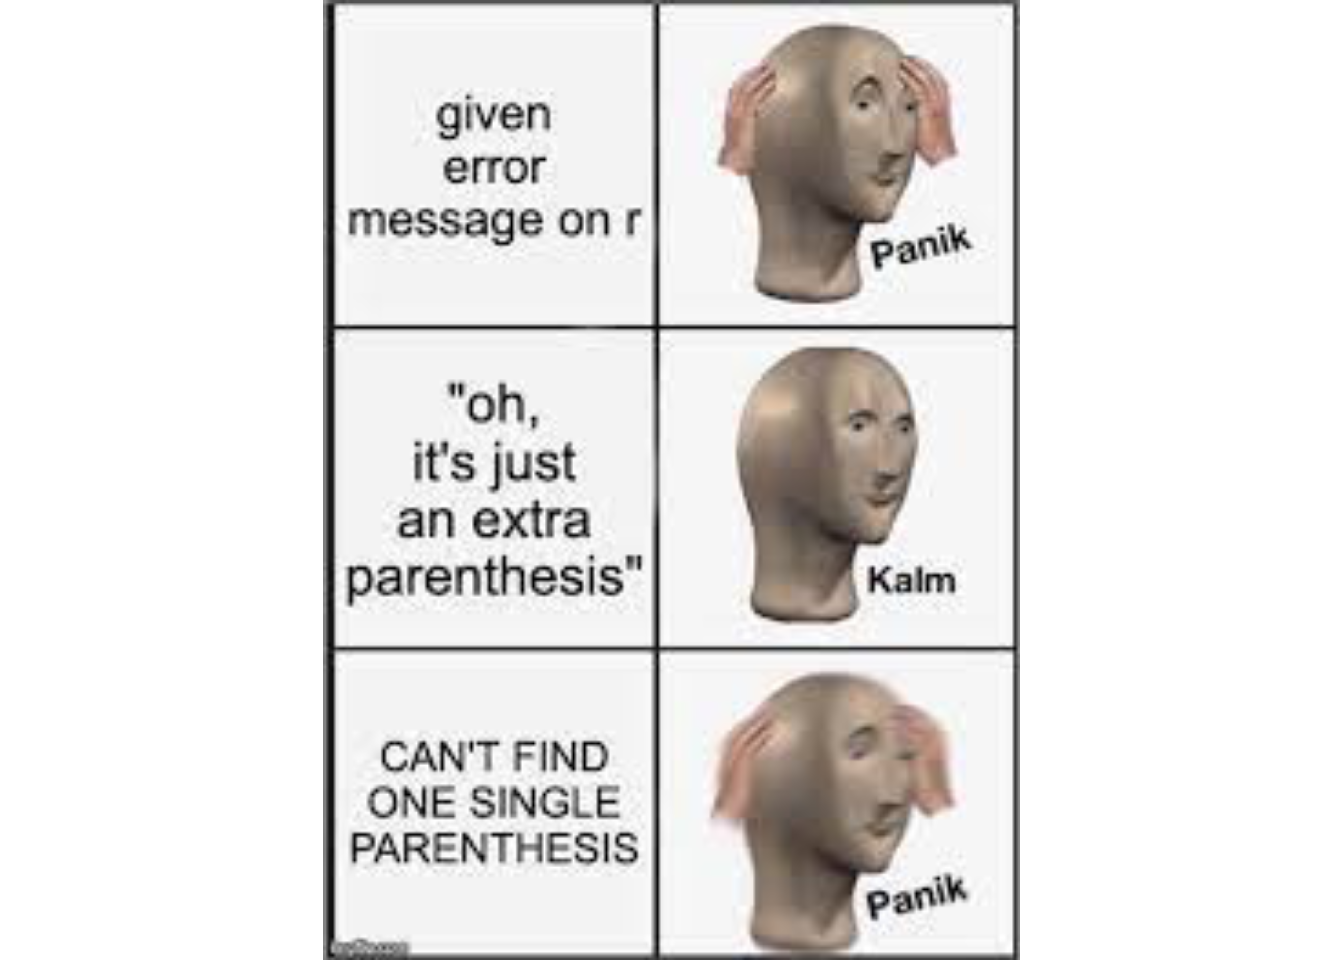 given
error
message on r
Panik
"oh,
it's just
an extra
parenthesis"
Kalm
CAN'T FIND
ONE SINGLE
PARENTHESIS
Panik